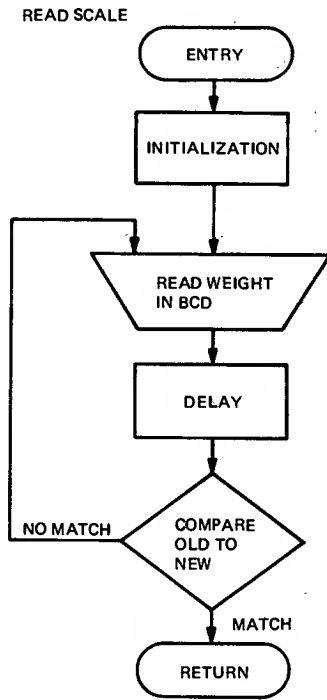 READ SCALE
ENTRY
INITIALIZATION
READ WEIGHT
IN BCD
DELAY
COMPARE
OLD TO
NEW
NO MATCH
MATCH
RETURN